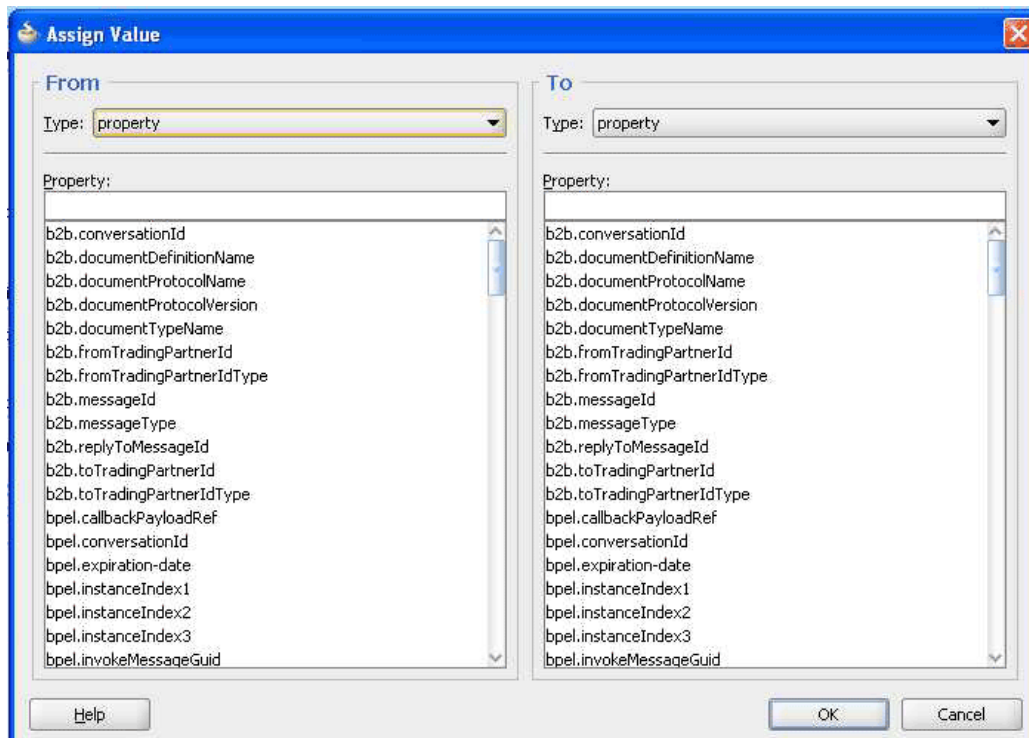 Assign Value
From
Type: property
Property:
b2b.conversationId
b2b.documentDefinitionName
b2b.documentProtocolName
b2b.documentProtocolVersion
b2b.documentTypeName
b2b.fromTradingPartnerId
b2b.fromTradingPartnerIdType
b2b.messageId
b2b.messageType
b2b.replyToMessageId
b2b.toTradingPartnerId
b2b.toTradingPartnerIdType
bpel.callbackPayloadRef
bpel.conversationId
bpel.expiration-date
bpel.instanceIndex1
bpel.instanceIndex2
bpel.instanceIndex3
bpel.invokeMessageGuid
To
Type: property
Property:
b2b.conversationId
b2b.documentDefinitionName
b2b.documentProtocolName
b2b.documentProtocolVersion
b2b.documentTypeName
b2b.fromTradingPartnerId
b2b.fromTradingPartnerIdType
b2b.messageId
b2b.messageType
b2b.replyToMessageId
b2b.toTradingPartnerId
b2b.toTradingPartnerIdType
bpel.callbackPayloadRef
bpel.conversationId
bpel.expiration-date
bpel.instanceIndex1
bpel.instanceIndex2
bpel.instanceIndex3
bpel.invokeMessageGuid
Help
OK
Cancel